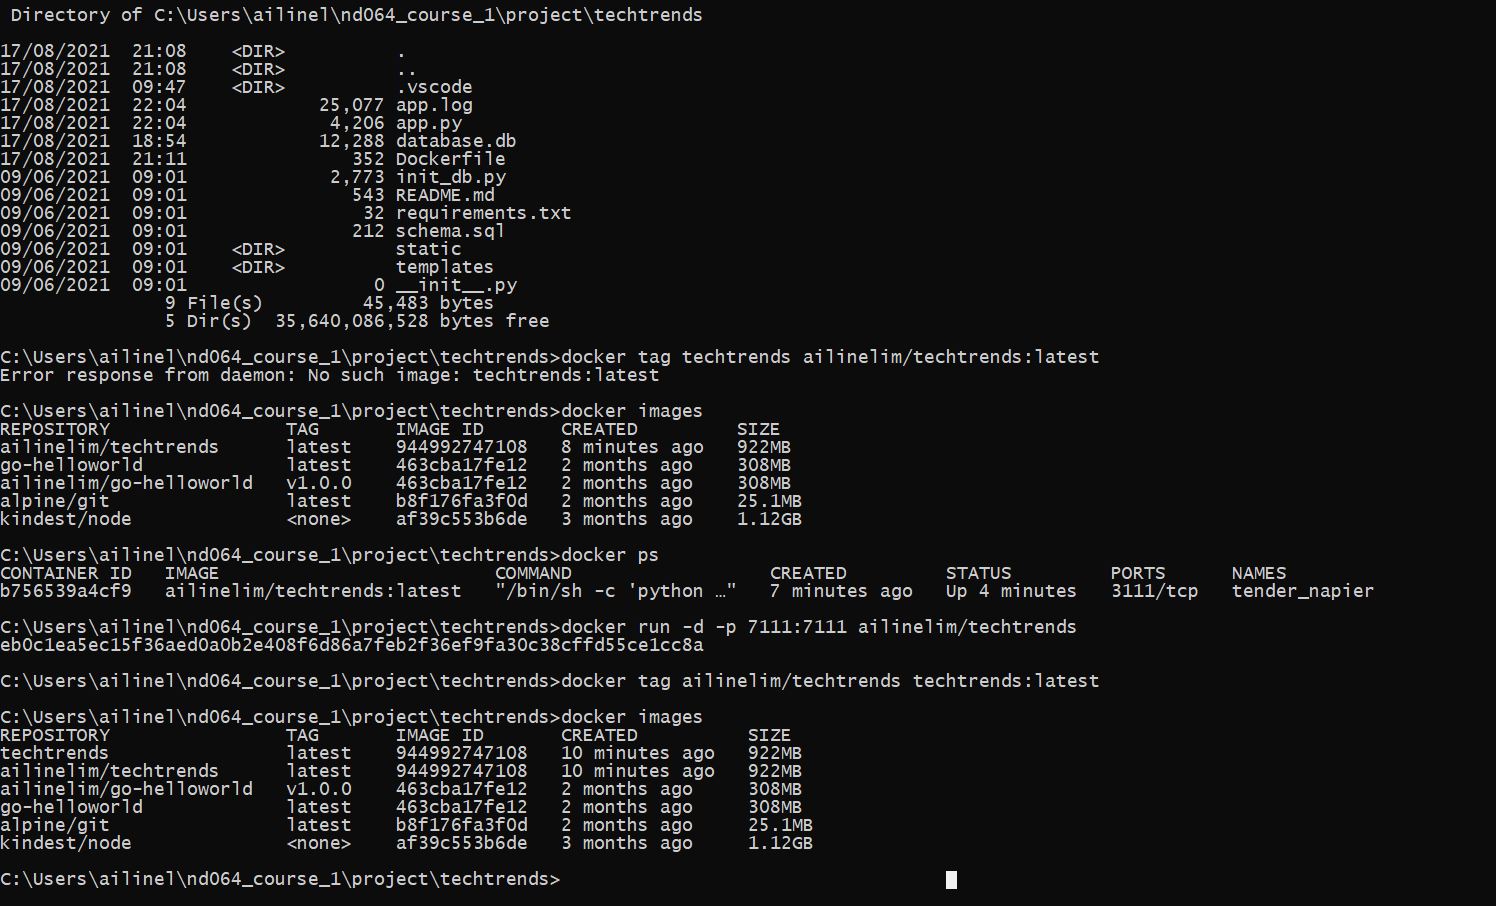 Directory of C:\Users\ailinel\nd064_course_1\project\techtrends
17/08/2021  21:08    <DIR>          .
17/08/2021  21:08    <DIR>          ..
17/08/2021  09:47    <DIR>          .vscode
17/08/2021  22:04            25,077 app.log
17/08/2021  22:04             4,206 app.py
17/08/2021  18:54            12,288 database.db
17/08/2021  21:11               352 Dockerfile
09/06/2021  09:01             2,773 init_db.py
09/06/2021  09:01               543 README.md
09/06/2021  09:01                32 requirements.txt
09/06/2021  09:01               212 schema.sql
09/06/2021  09:01    <DIR>          static
09/06/2021  09:01    <DIR>          templates
09/06/2021  09:01                 0 __init__.py
               9 File(s)         45,483 bytes
               5 Dir(s)  35,640,086,528 bytes free
C:\Users\ailinel\nd064_course_1\project\techtrends>docker tag techtrends ailinelim/techtrends:latest
Error response from daemon: No such image: techtrends:latest
C:\Users\ailinel\nd064_course_1\project\techtrends>docker images
REPOSITORY                TAG       IMAGE ID       CREATED         SIZE
ailinelim/techtrends      latest    944992747108   8 minutes ago   922MB
go-helloworld             latest    463cba17fe12   2 months ago    308MB
ailinelim/go-helloworld   v1.0.0    463cba17fe12   2 months ago    308MB
alpine/git                latest    b8f176fa3f0d   2 months ago    25.1MB
kindest/node              <none>    af39c553b6de   3 months ago    1.12GB
C:\Users\ailinel\nd064_course_1\project\techtrends>docker ps
CONTAINER ID   IMAGE                         COMMAND                  CREATED         STATUS         PORTS      NAMES
b756539a4cf9   ailinelim/techtrends:latest   "/bin/sh -c 'python …"   7 minutes ago   Up 4 minutes   3111/tcp   tender_napier
C:\Users\ailinel\nd064_course_1\project\techtrends>docker run -d -p 7111:7111 ailinelim/techtrends
eb0c1ea5ec15f36aed0a0b2e408f6d86a7feb2f36ef9fa30c38cffd55ce1cc8a
C:\Users\ailinel\nd064_course_1\project\techtrends>docker tag ailinelim/techtrends techtrends:latest
C:\Users\ailinel\nd064_course_1\project\techtrends>docker images
REPOSITORY                TAG       IMAGE ID       CREATED          SIZE
techtrends                latest    944992747108   10 minutes ago   922MB
ailinelim/techtrends      latest    944992747108   10 minutes ago   922MB
ailinelim/go-helloworld   v1.0.0    463cba17fe12   2 months ago     308MB
go-helloworld             latest    463cba17fe12   2 months ago     308MB
alpine/git                latest    b8f176fa3f0d   2 months ago     25.1MB
kindest/node              <none>    af39c553b6de   3 months ago     1.12GB
C:\Users\ailinel\nd064_course_1\project\techtrends>